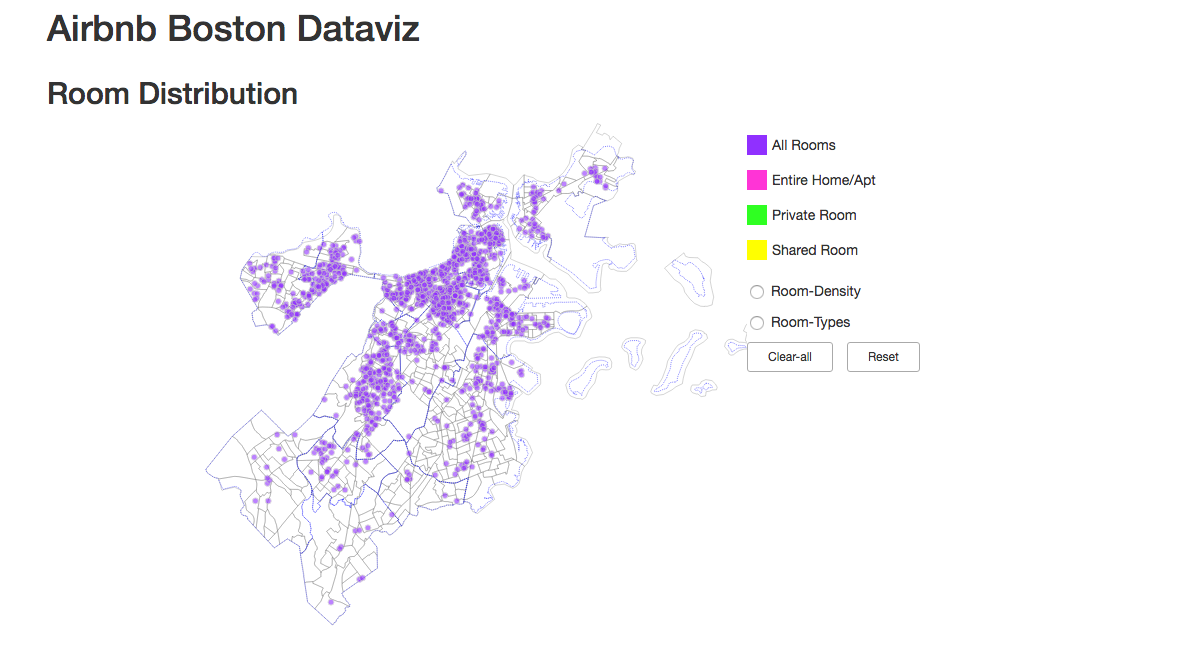 Airbnb Boston Dataviz
Room Distribution
All Rooms
Entire Home/Apt
Private Room
Shared Room
Room-Density
Room-Types
Clear-all Reset